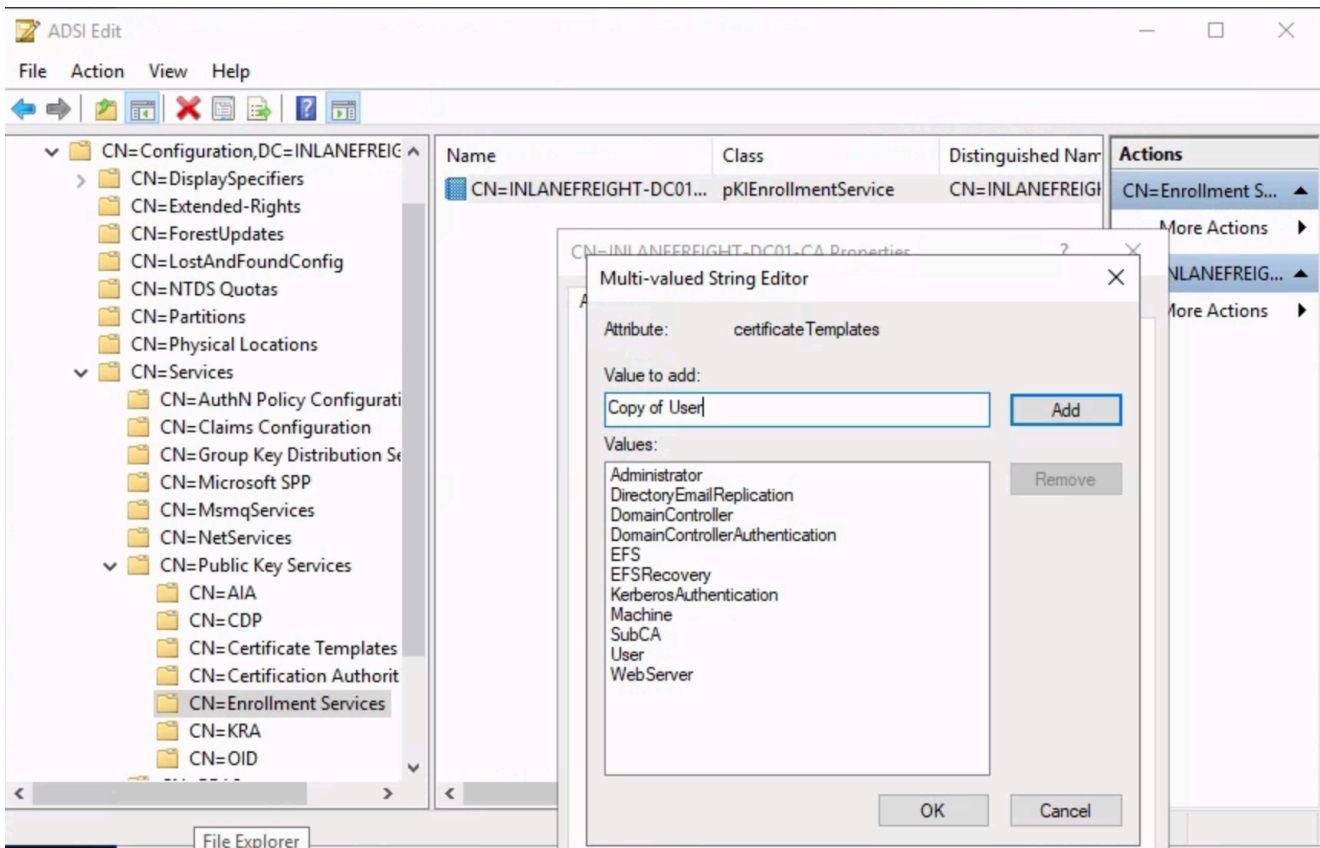 ADSI Edit
File Action View Help
CN=Configuration,DC=INLANEFREIG
CN=DisplaySpecifiers
CN=Extended-Rights
CN=ForestUpdates
CN=LostAndFoundConfig
CN=NTDS Quotas
CN=Partitions
CN=Physical Locations
CN=Services
CN=AuthN Policy Configurati
CN=Claims Configuration
CN=Group Key Distribution Se
CN=Microsoft SPP
CN=MsmqServices
CN=NetServices
CN=Public Key Services
CN=AIA
CN=CDP
CN=Certificate Templates
CN=Certification Authorit
CN=Enrollment Services
CN=KRA
CN=OID
File Explorer
Name Class Distinguished Nam
CN=INLANEFREIGHT-DC01... pKIEnrollmentService CN=INLANEFREIGH
CN=INLANEFREIGHT-DC01-CA Properties ?
Multi-valued String Editor
Attribute: certificateTemplates
Value to add:
Copy of User
Add
Values:
Administrator
DirectoryEmailReplication
DomainController
DomainControllerAuthentication
EFS
EFSRecovery
KerberosAuthentication
Machine
SubCA
User
WebServer
Remove
OK Cancel
Actions
CN=Enrollment S...
More Actions
NLANEFREIG...
More Actions